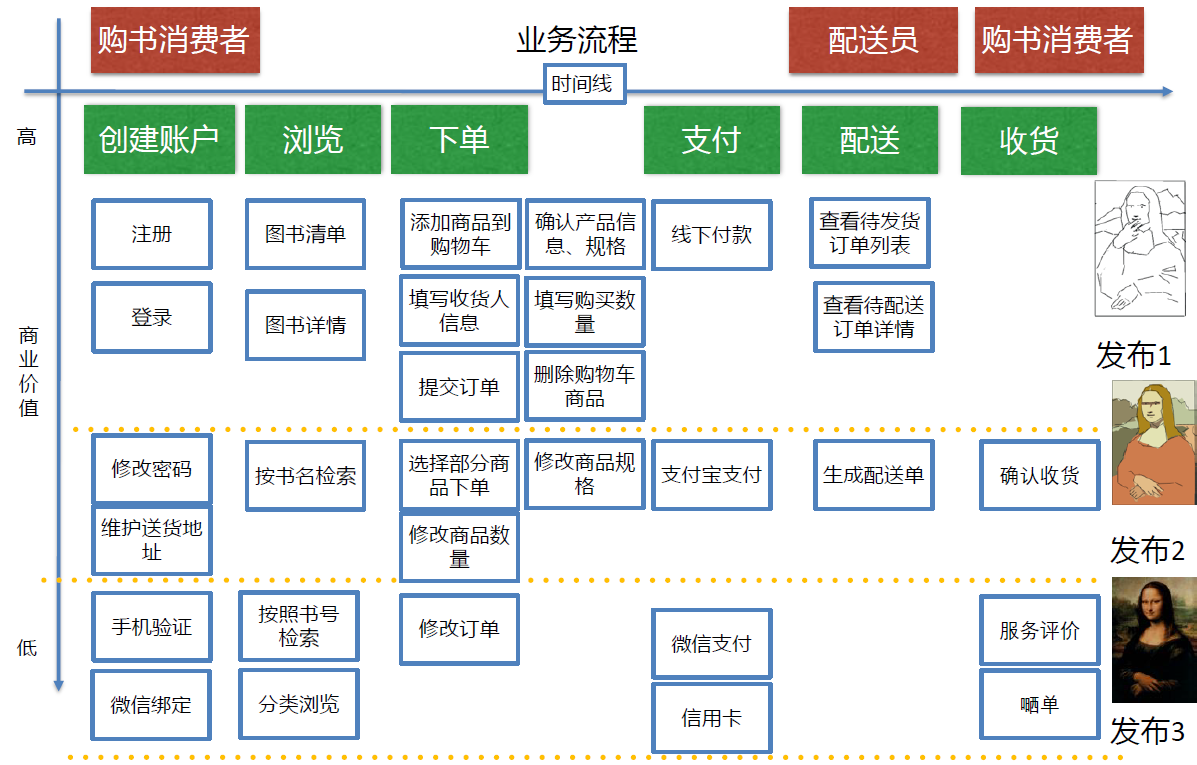 购书消费者
业务流程
配送员
购书消费者
时间线
高
创建账户
浏览
下单
支付
配送
收货
注册
图书清单
添加商品到
购物车
确认产品信
息、规格
线下付款
查看待发货
订单列表
登录
图书详情
填写收货人
信息
填写购买数
量
查看待配送
订单详情
商业价值
提交订单
删除购物车
商品
发布1
修改密码
按书名检索
选择部分商
品下单
修改商品规
格
支付宝支付
生成配送单
确认收货
维护送货地
址
修改商品数
量
发布2
低
手机验证
按照书号
检索
修改订单
微信支付
服务评价
微信绑定
分类浏览
信用卡
晒单
发布3